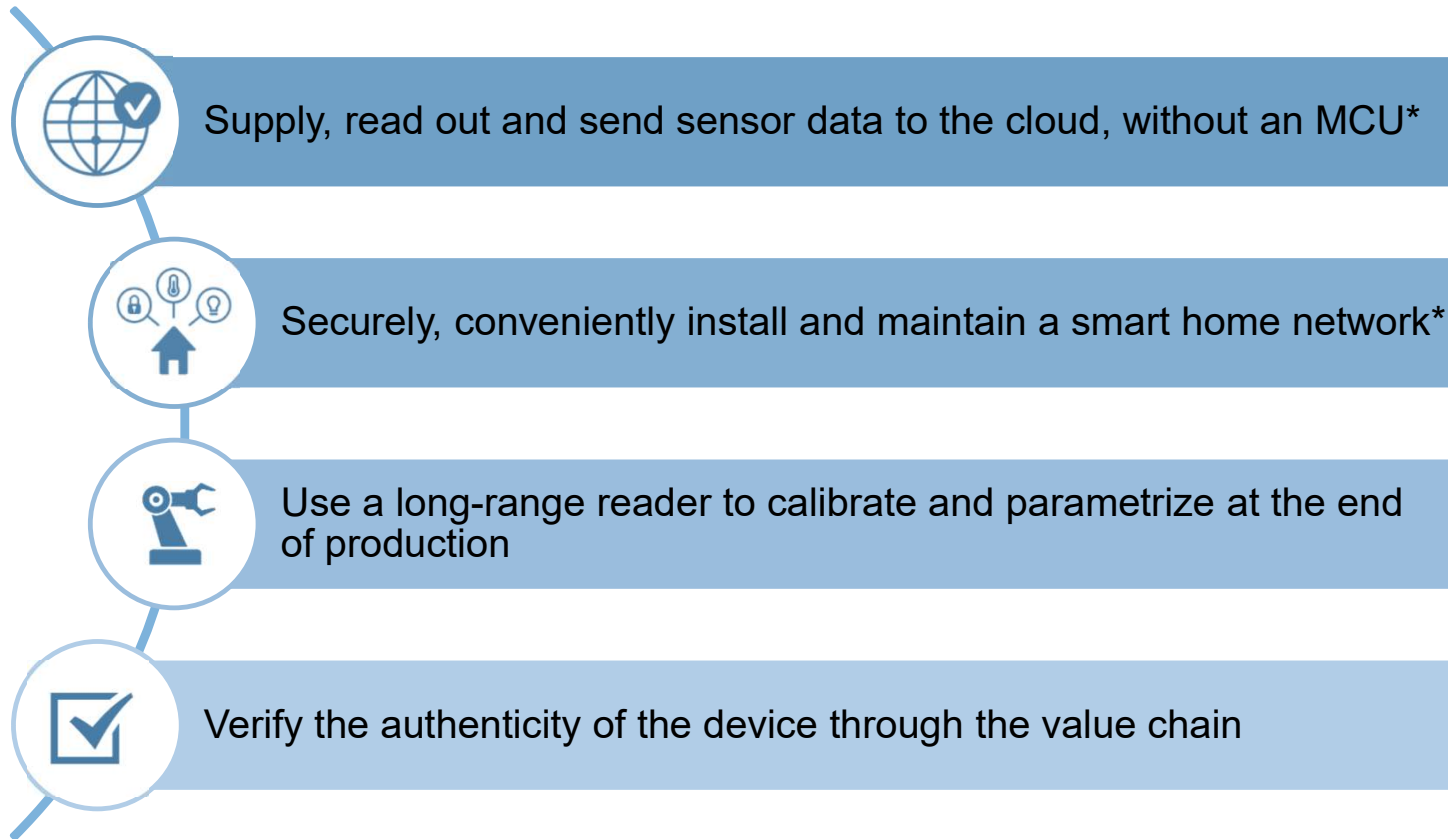 Supply, read out and send sensor data to the cloud, without an MCU*
Securely, conveniently install and maintain a smart home network*
Use a long-range reader to calibrate and parametrize at the end
of production
Verify the authenticity of the device through the value chain